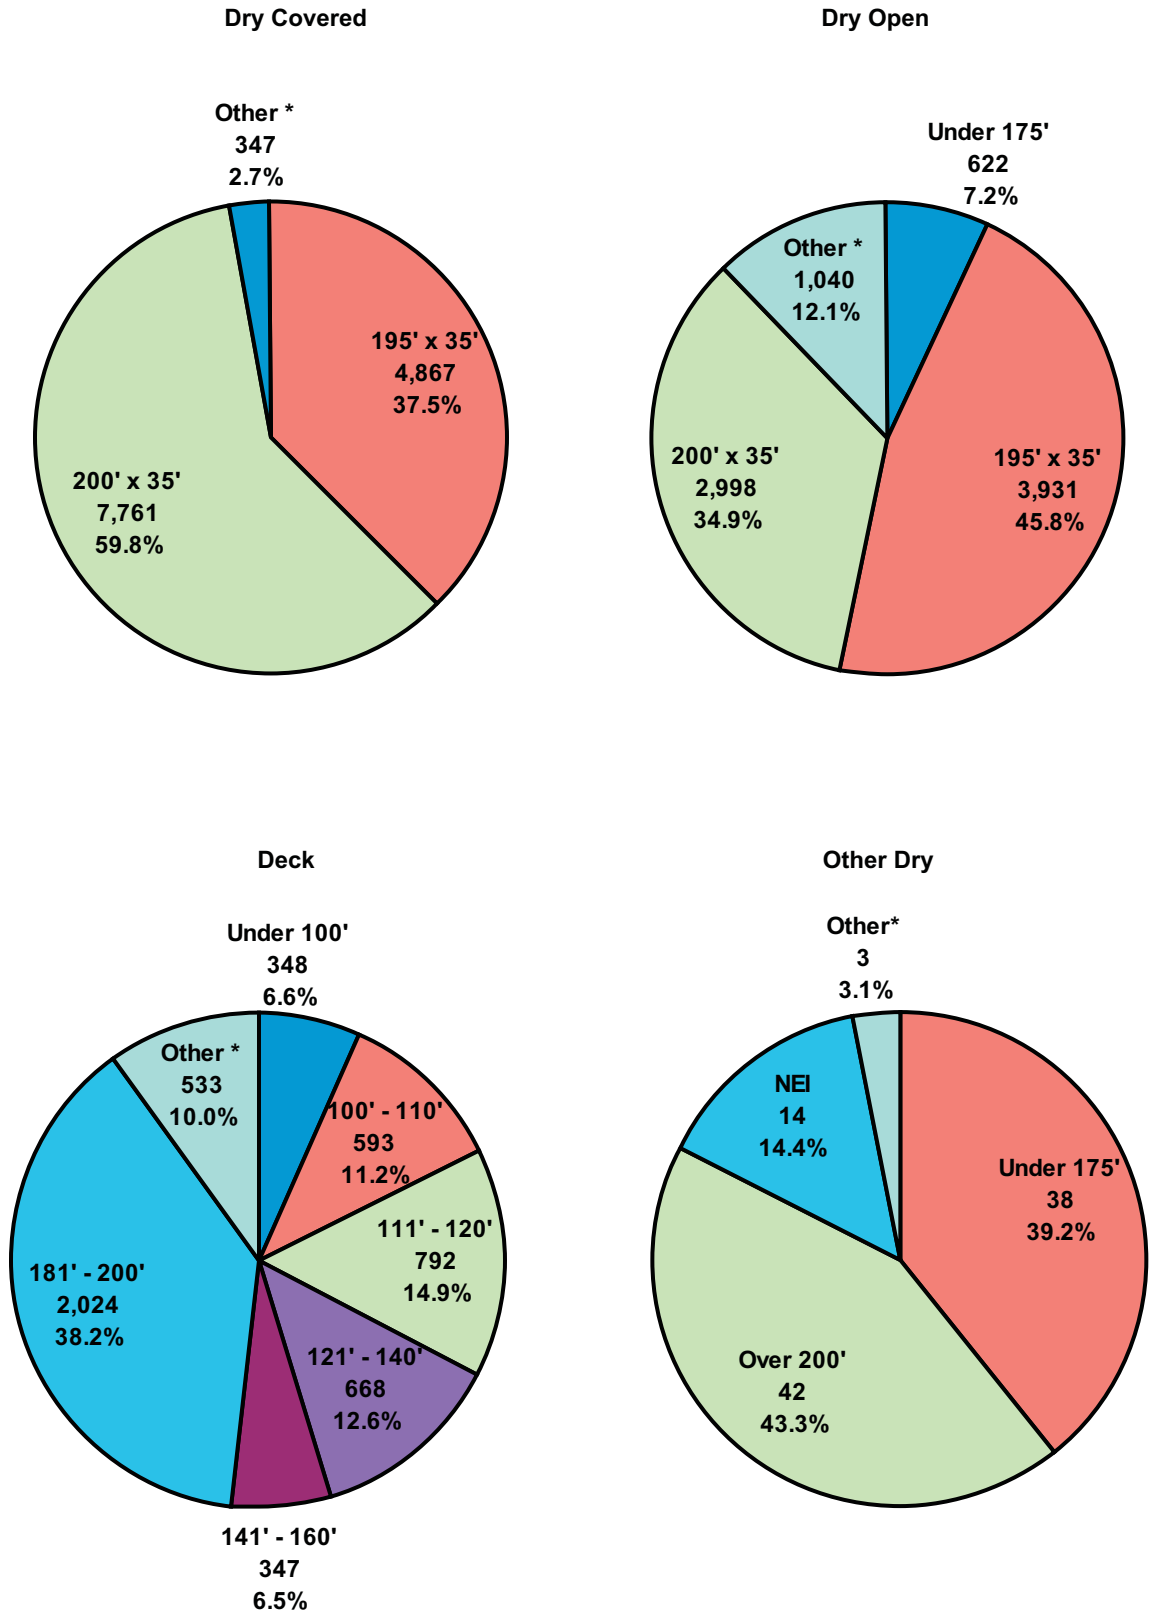 Dry Covered
Other *
347
2.7%
195' x 35'
4,867
37.5%
200' x 35'
7,761
59.8%
Dry Open
Under 175'
622
7.2%
Other *
1,040
12.1%
195' x 35'
3,931
45.8%
200' x 35'
2,998
34.9%
Deck
Under 100'
348
6.6%
Other *
533
10.0%
100' - 110'
593
11.2%
111' - 120'
792
14.9%
181' - 200'
2,024
38.2%
121' - 140'
668
12.6%
141' - 160'
347
6.5%
Other Dry
Other*
3
3.1%
NEI
14
14.4%
Under 175'
38
39.2%
Over 200'
42
43.3%